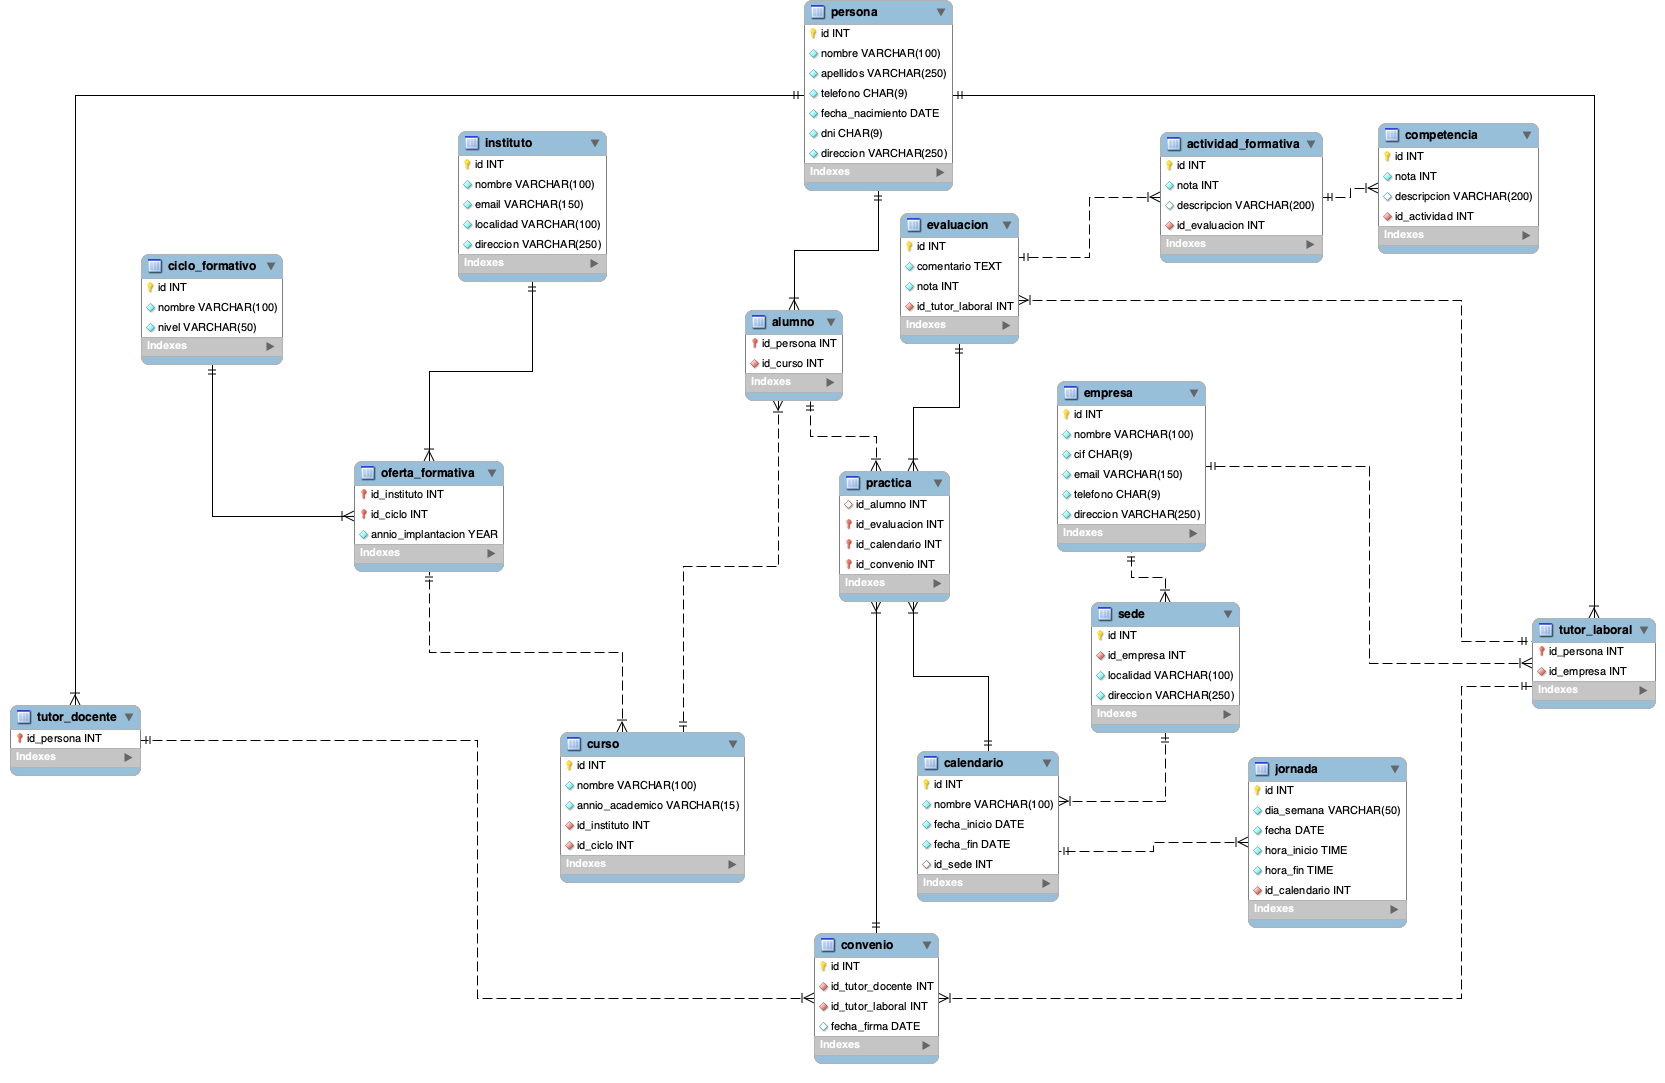 persona
id INT
nombre VARCHAR(100)
apellidos VARCHAR(250)
telefono CHAR(9)
fecha_nacimiento DATE
dni CHAR(9)
direccion VARCHAR(250)
Indexes
instituto
id INT
nombre VARCHAR(100)
email VARCHAR(150)
localidad VARCHAR(100)
direccion VARCHAR(250)
Indexes
actividad_formativa
id INT
nota INT
descripcion VARCHAR(200)
id_evaluacion INT
Indexes
competencia
id INT
nota INT
descripcion VARCHAR(200)
id_actividad INT
Indexes
evaluacion
id INT
comentario TEXT
nota INT
id_tutor_laboral INT
Indexes
ciclo_formativo
id INT
nombre VARCHAR(100)
nivel VARCHAR(50)
Indexes
alumno
id_persona INT
id_curso INT
Indexes
empresa
id INT
nombre VARCHAR(100)
cif CHAR(9)
email VARCHAR(150)
telefono CHAR(9)
direccion VARCHAR(250)
Indexes
oferta_formativa
id_instituto INT
id_ciclo INT
annio_implantacion YEAR
Indexes
practica
id_alumno INT
id_evaluacion INT
id_calendario INT
id_convenio INT
Indexes
sede
id INT
id_empresa INT
localidad VARCHAR(100)
direccion VARCHAR(250)
Indexes
tutor_laboral
id_persona INT
id_empresa INT
Indexes
tutor_docente
id_persona INT
Indexes
curso
id INT
nombre VARCHAR(100)
annio_academico VARCHAR(15)
id_instituto INT
id_ciclo INT
Indexes
calendario
id INT
nombre VARCHAR(100)
fecha_inicio DATE
fecha_fin DATE
id_sede INT
Indexes
jornada
id INT
dia_semana VARCHAR(50)
fecha DATE
hora_inicio TIME
hora_fin TIME
id_calendario INT
Indexes
convenio
id INT
id_tutor_docente INT
id_tutor_laboral INT
fecha_firma DATE
Indexes